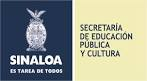 SINALOA
ES TAREA DE TODOS
SECRETARÍA
DE EDUCACIÓN
PÚBLICA
Y CULTURA